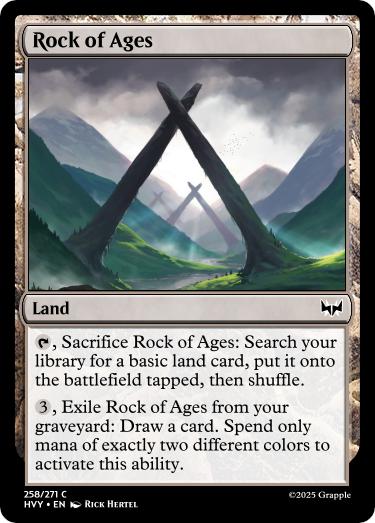 Rock of Ages
Land
, Sacrifice Rock of Ages: Search your
library for a basic land card, put it onto
the battlefield tapped, then shuffle.
3, Exile Rock of Ages from your
graveyard: Draw a card. Spend only
mana of exactly two different colors to
activate this ability.
258/271 C
HVY • EN Rick Hertel
©2025 Grapple